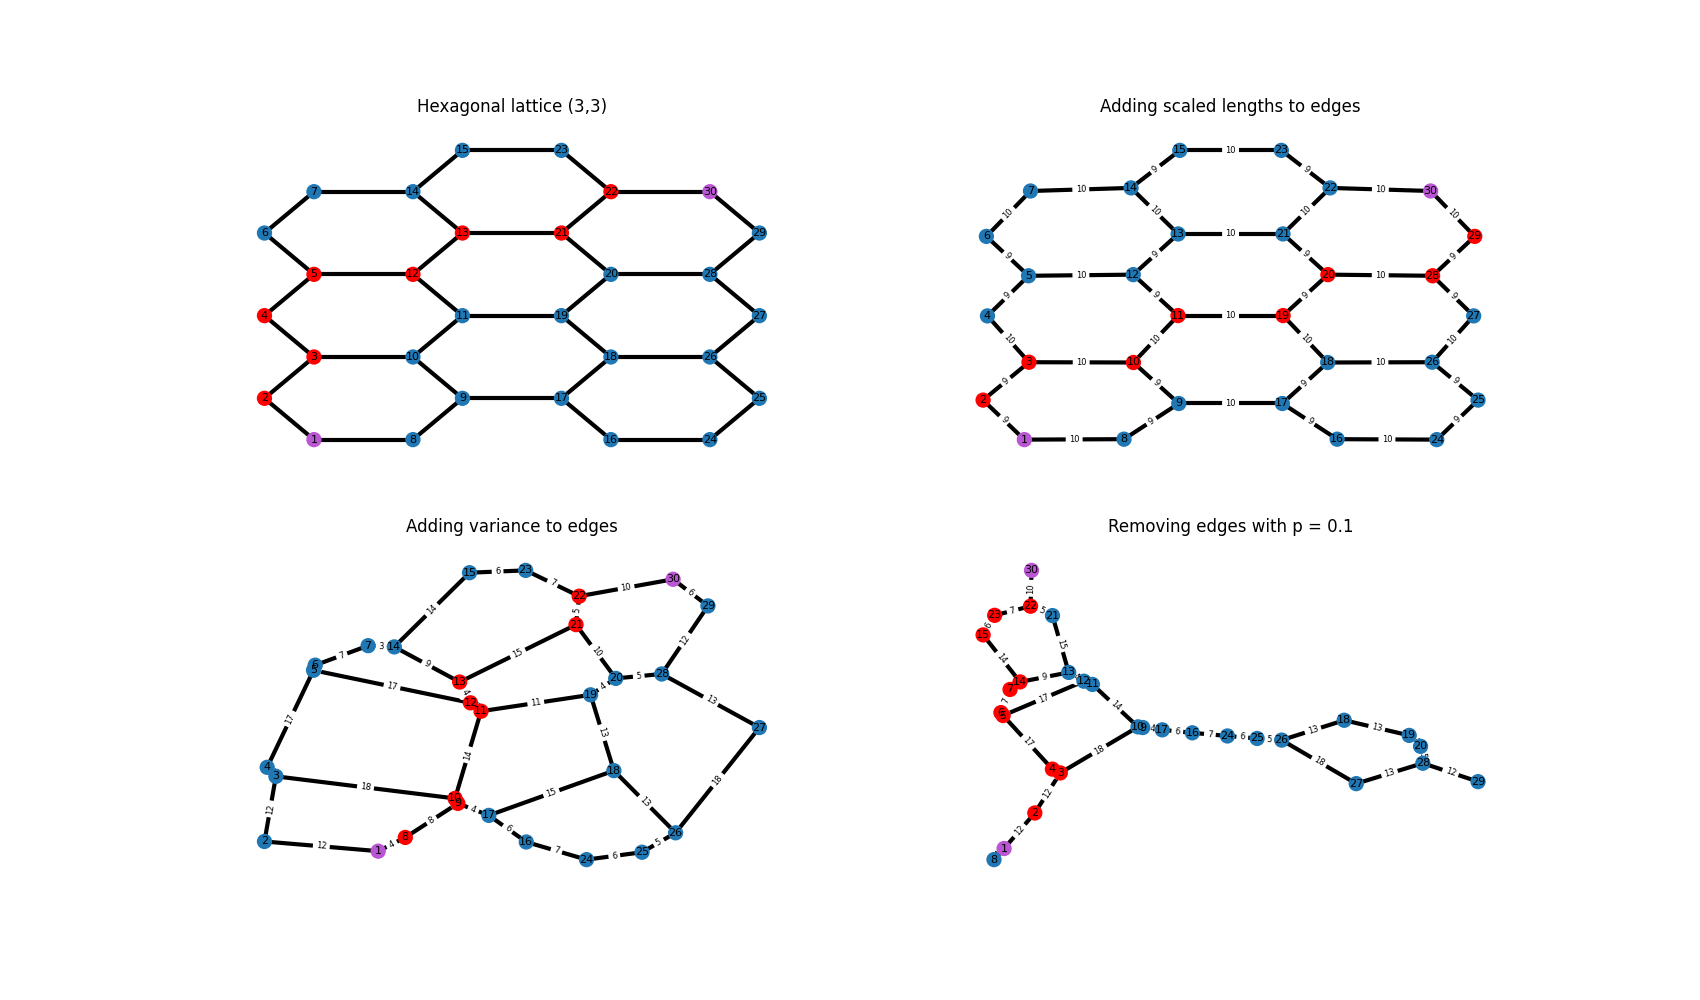 Hexagonal lattice (3,3)
Adding scaled lengths to edges
15 23
7 14 22 30
6 13 21 29
5 12 20 28
4 11 19 27
3 10 18 26
2 9 17 25
1 8 16 24
15 10 23
9 9
7 10 14 22 10 30
10 10 10 10
6 13 10 21 29
9 9 9 9
5 10 12 20 10 28
9 9 9 9
4 11 10 19 27
10 10 10 10
3 10 10 18 10 26
9 9 9 9
2 9 10 17 25
9 9 9 9
1 10 8 16 10 24
Adding variance to edges
Removing edges with p = 0.1
15 6 23 7 30
14 22 10 6 29
5 21
7 3 14 15 12
6 7 9 10
5 17 13 4 20 5 28
12 11 11 19 4 13
17 14 13 27
4 3 18 15 18 18
12 10 9 4 17 13
2 12 1 4 8 8 6 16 7 24 6 25 5 26
30
10
23 7 22 5 21
15 6 15
14 14 9 13
7 17 12 11
6 5 14
17 18 10 9 4 17 6 16 7 24 6 25 5 26 13 18 13 19
4 3 20
12 18 27 13 28 12 29
2
12
1
8